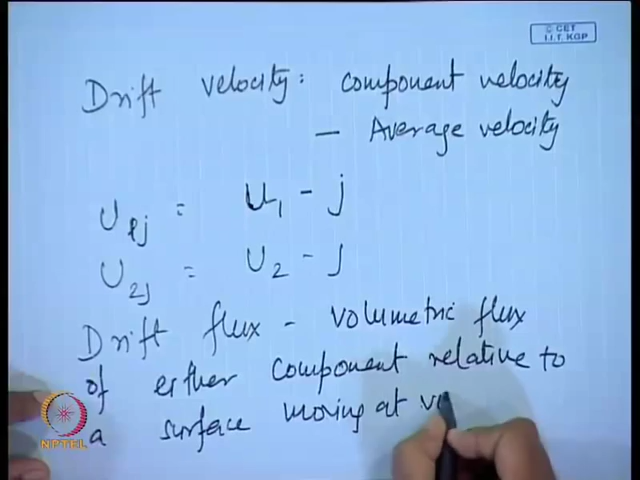 © CET
I.I.T. KGP
Drift velocity: component velocity
- Average velocity
U1j = U1 - j
U2j = U2 - j
Drift flux - volumetric flux
of either component relative to
a surface moving at
NPTEL